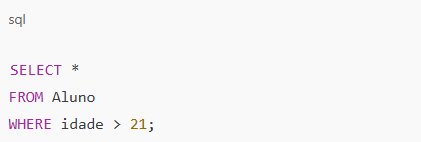 sql
SELECT *
FROM Aluno
WHERE idade > 21;